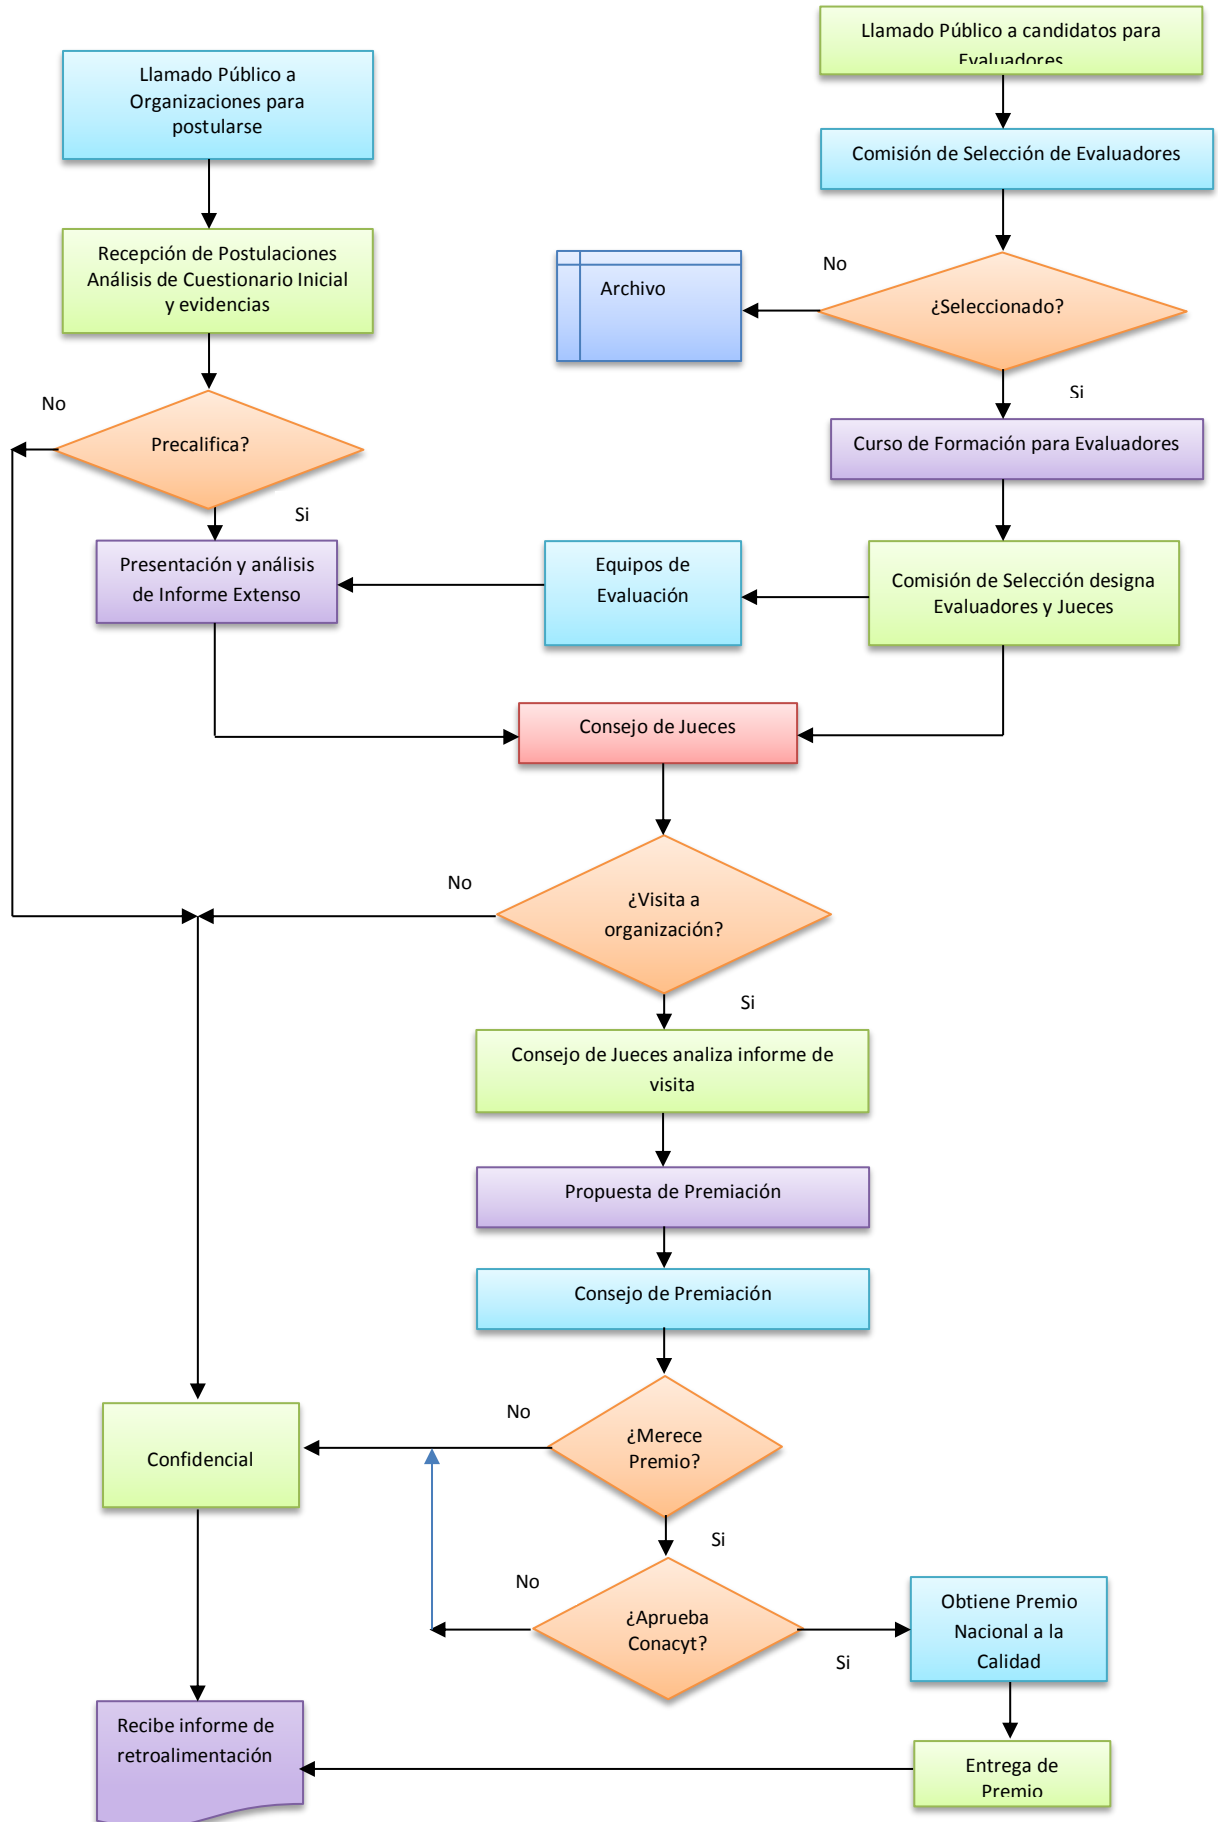 Llamado Público a candidatos para
Evaluadores
Llamado Público a
Organizaciones para
postularse
Comisión de Selección de Evaluadores
Recepción de Postulaciones
Análisis de Cuestionario Inicial
y evidencias
No
Archivo
¿Seleccionado?
Si
No
Precalifica?
Curso de Formación para Evaluadores
Si
Presentación y análisis
de Informe Extenso
Equipos de
Evaluación
Comisión de Selección designa
Evaluadores y Jueces
Consejo de Jueces
No
¿Visita a
organización?
Si
Consejo de Jueces analiza informe de
visita
Propuesta de Premiación
Consejo de Premiación
No
¿Merece
Premio?
Confidencial
Si
No
¿Aprueba
Conacyt?
Si
Obtiene Premio
Nacional a la
Calidad
Recibe informe de
retroalimentación
Entrega de
Premio